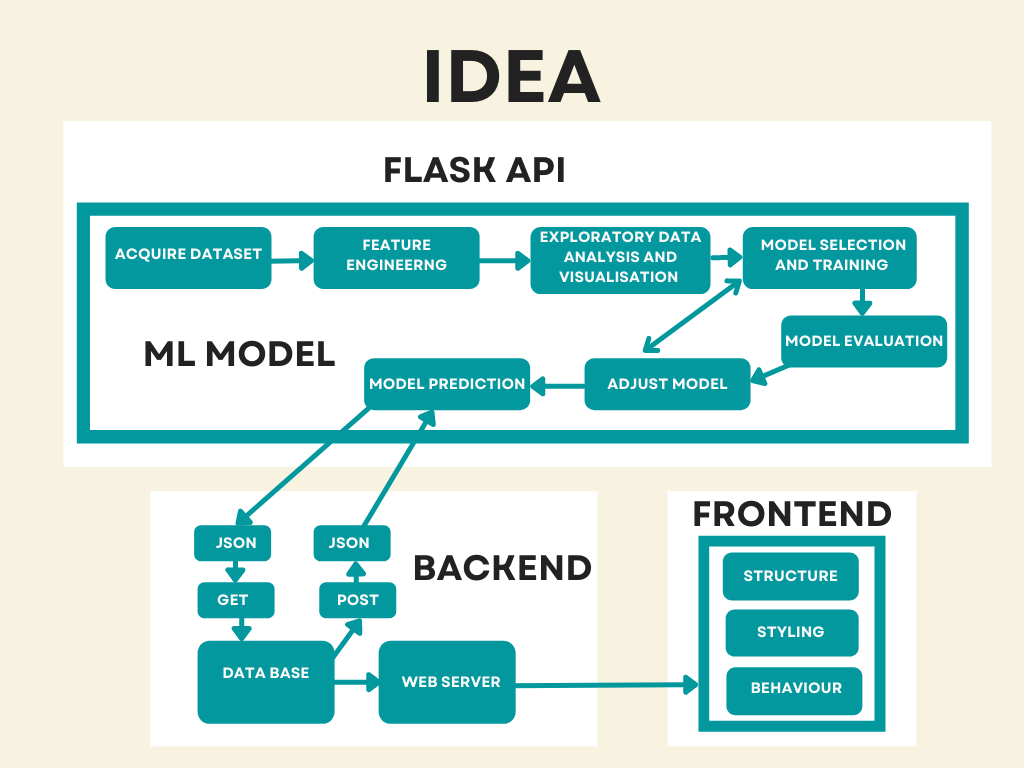 IDEA
FLASK API
ACQUIRE DATASET
FEATURE
ENGINEERNG
EXPLORATORY DATA
ANALYSIS AND
VISUALISATION
MODEL SELECTION
AND TRAINING
MODEL EVALUATION
ML MODEL
MODEL PREDICTION
ADJUST MODEL
JSON
JSON
BACKEND
GET
POST
DATA BASE
WEB SERVER
FRONTEND
STRUCTURE
STYLING
BEHAVIOUR